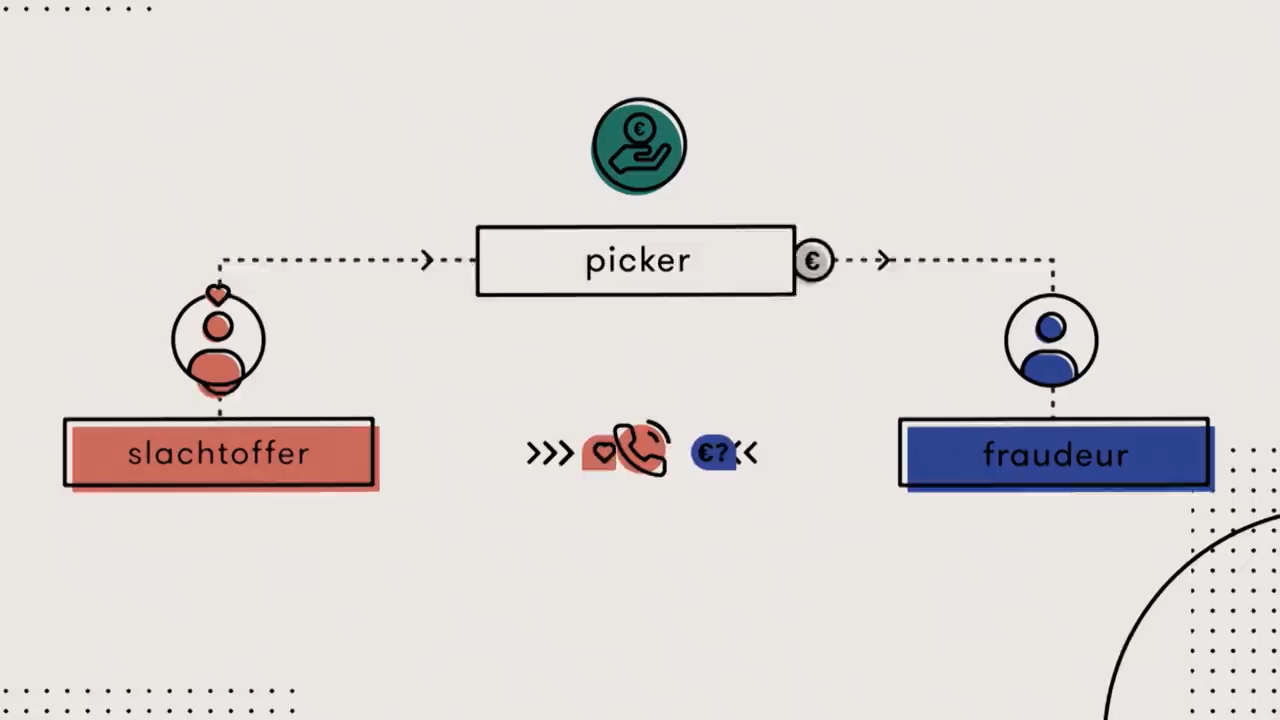 €
picker
€
slachtoffer
€?
fraudeur